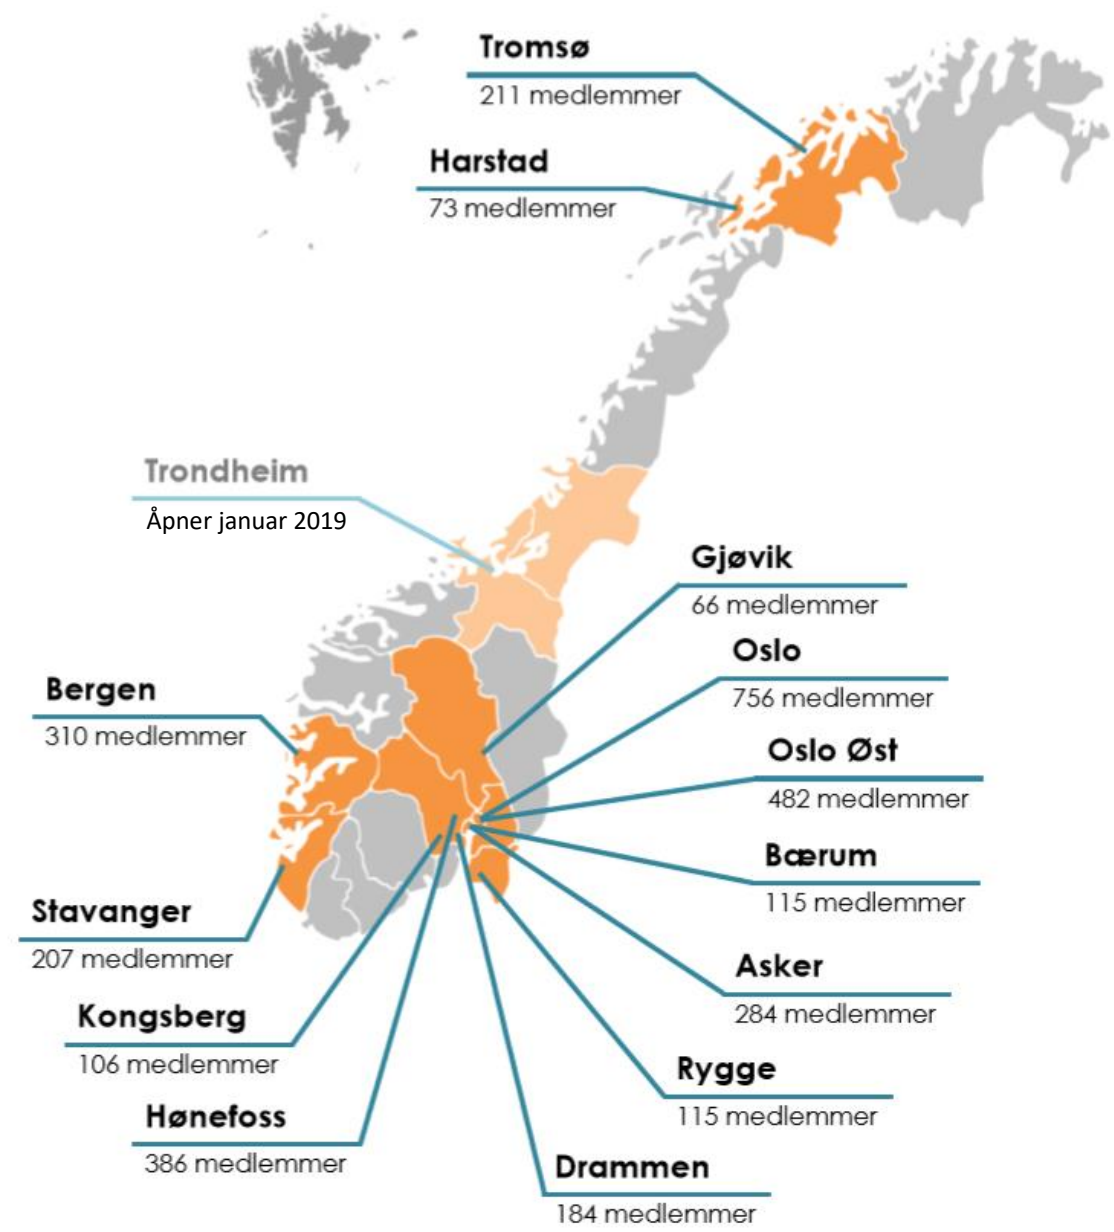 Tromsø
211 medlemmer
Harstad
73 medlemmer
Trondheim
Åpner januar 2019
Gjøvik
66 medlemmer
Oslo
756 medlemmer
Bergen
310 medlemmer
Oslo Øst
482 medlemmer
Bærum
115 medlemmer
Stavanger
207 medlemmer
Asker
284 medlemmer
Kongsberg
106 medlemmer
Rygge
115 medlemmer
Hønefoss
386 medlemmer
Drammen
184 medlemmer